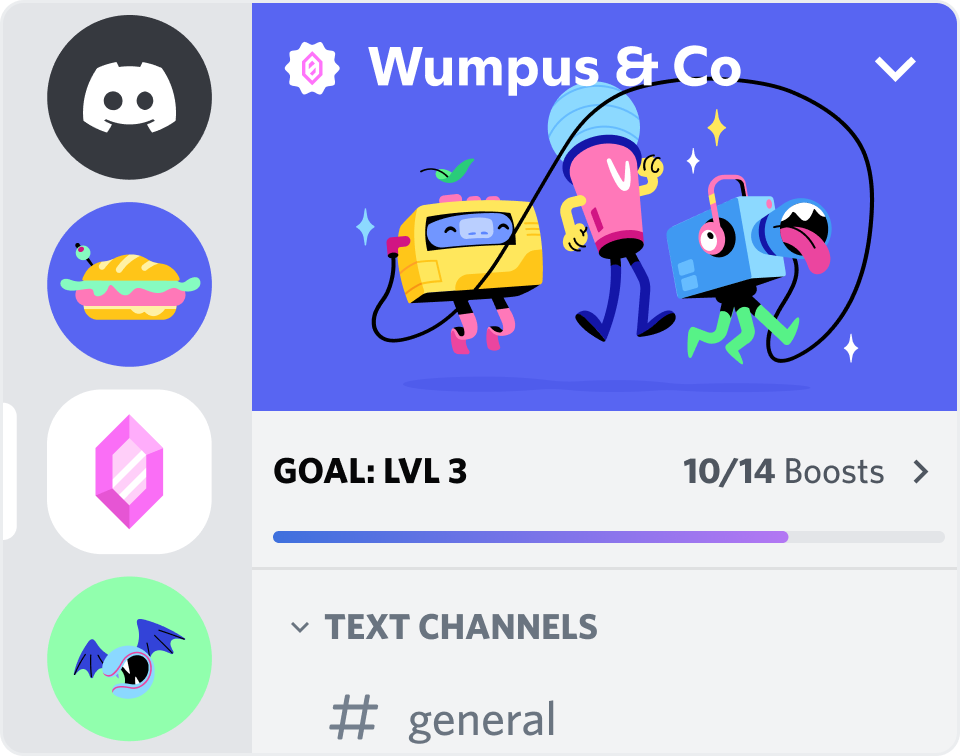 Wumpus & Co
GOAL: LVL 3
10/14 Boosts
TEXT CHANNELS
# general